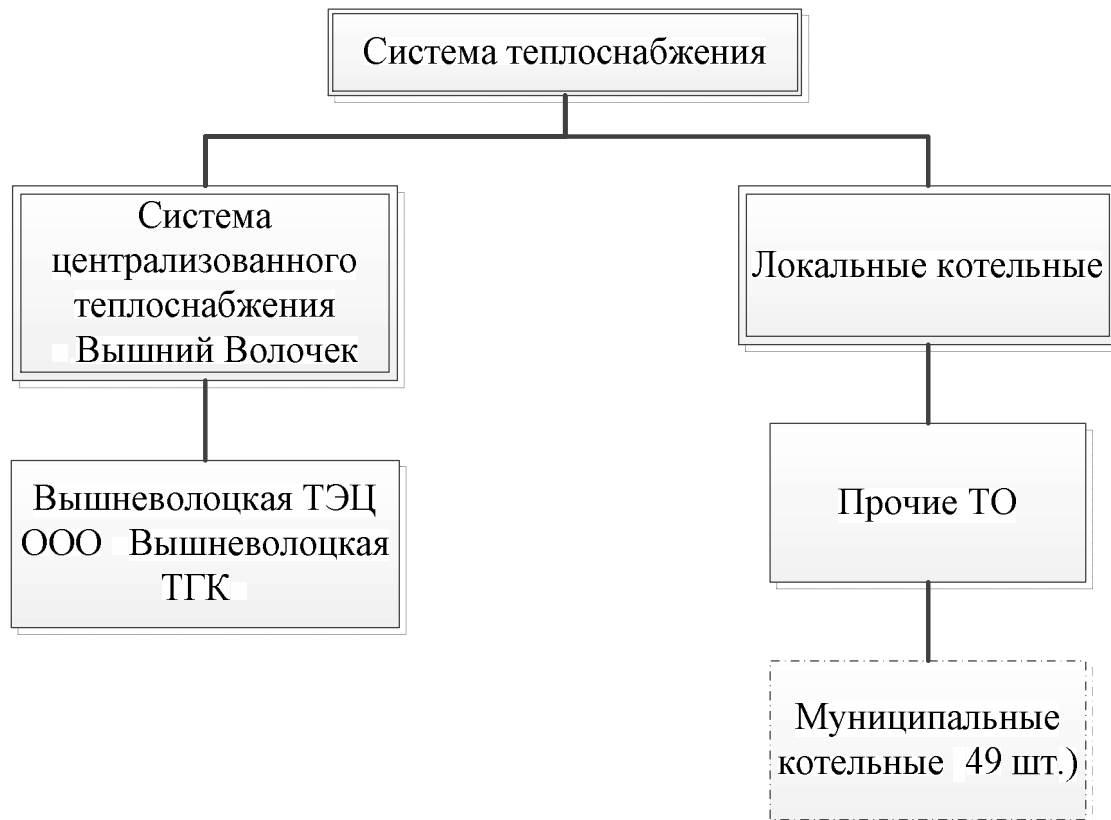 Система теплоснабжения
Система
централизованного
теплоснабжения
Вышний Волочек
Вышневолоцкая ТЭЦ
ООО Вышневолоцкая
ТГК
Локальные котельные
Прочие ТО
Муниципальные
котельные 49 шт.)